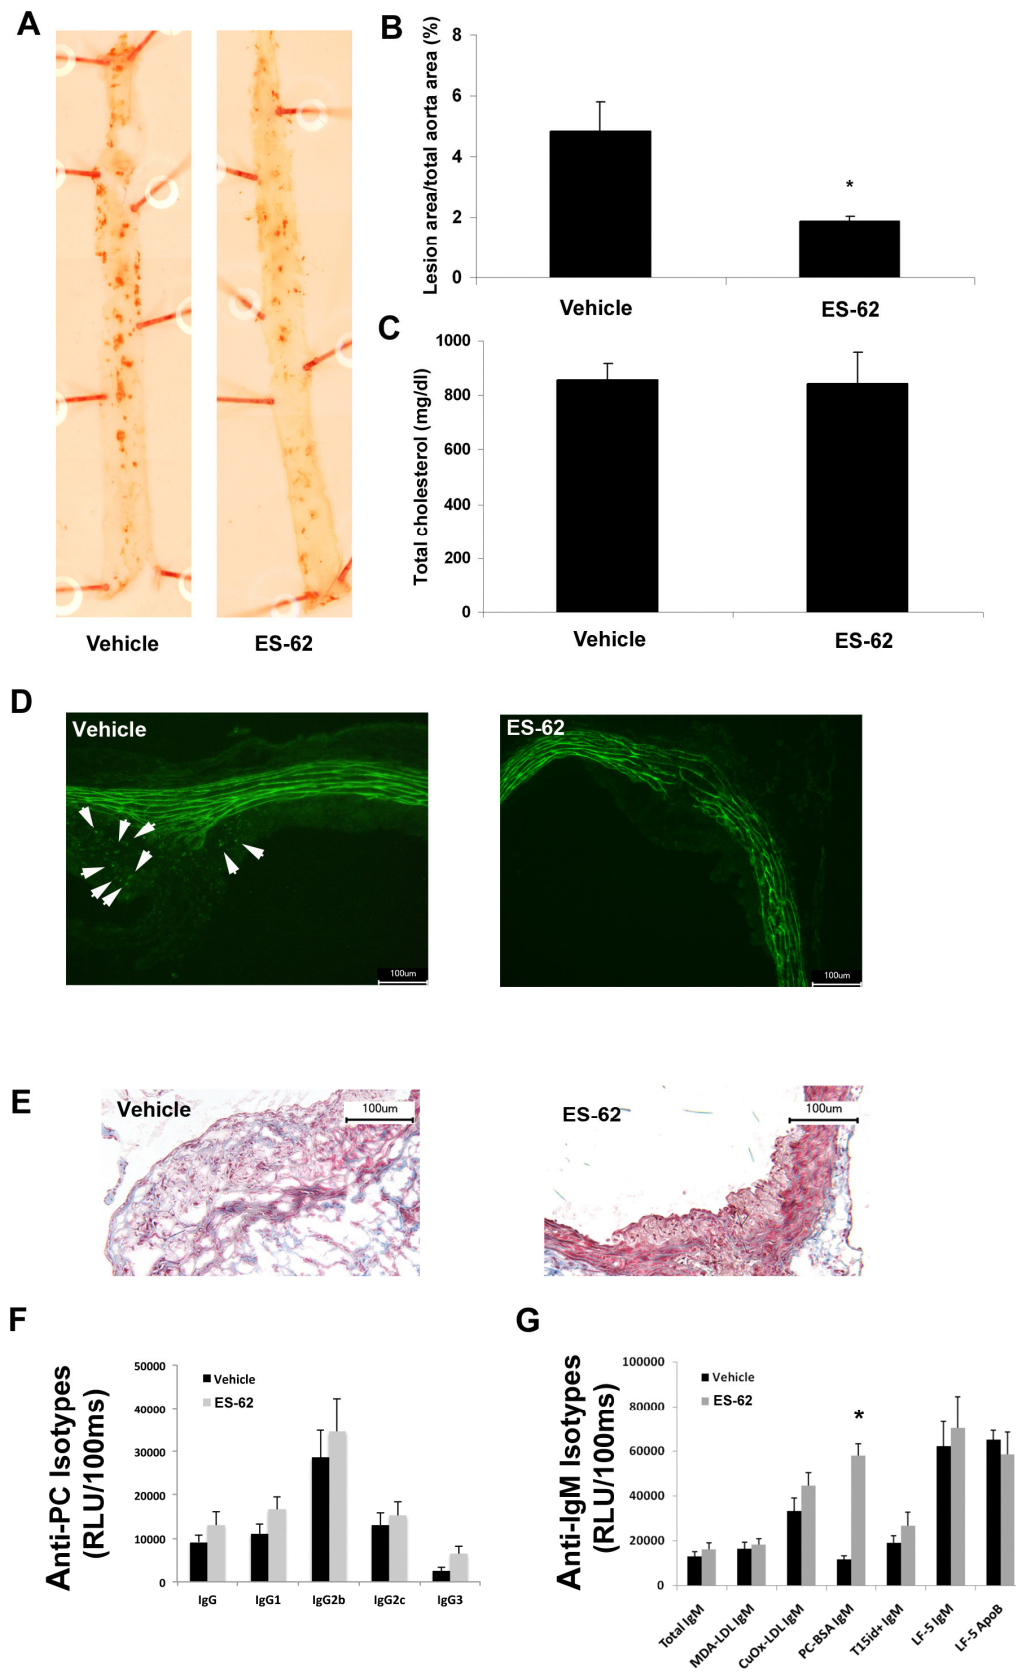 A
Vehicle
ES-62
B
Lesion area/total aorta area (%)
8
6
4
2
0
*
Vehicle
ES-62
C
Total cholesterol (mg/dl)
1000
800
600
400
200
0
Vehicle
ES-62
D
Vehicle
100um
ES-62
100um
E
Vehicle
100um
ES-62
100um
F
Anti-PC Isotypes
(RLU/100ms)
50000
40000
30000
20000
10000
0
Vehicle
ES-62
IgG
IgG1
IgG2b
IgG2c
IgG3
G
Anti-IgM Isotypes
(RLU/100ms)
100000
80000
60000
40000
20000
0
Vehicle
ES-62
*
Total IgM
MDA-LDL IgM
CuOx-LDL IgM
PC-BSA IgM
T15id+ IgM
LF-5 IgM
LF-5 ApoB